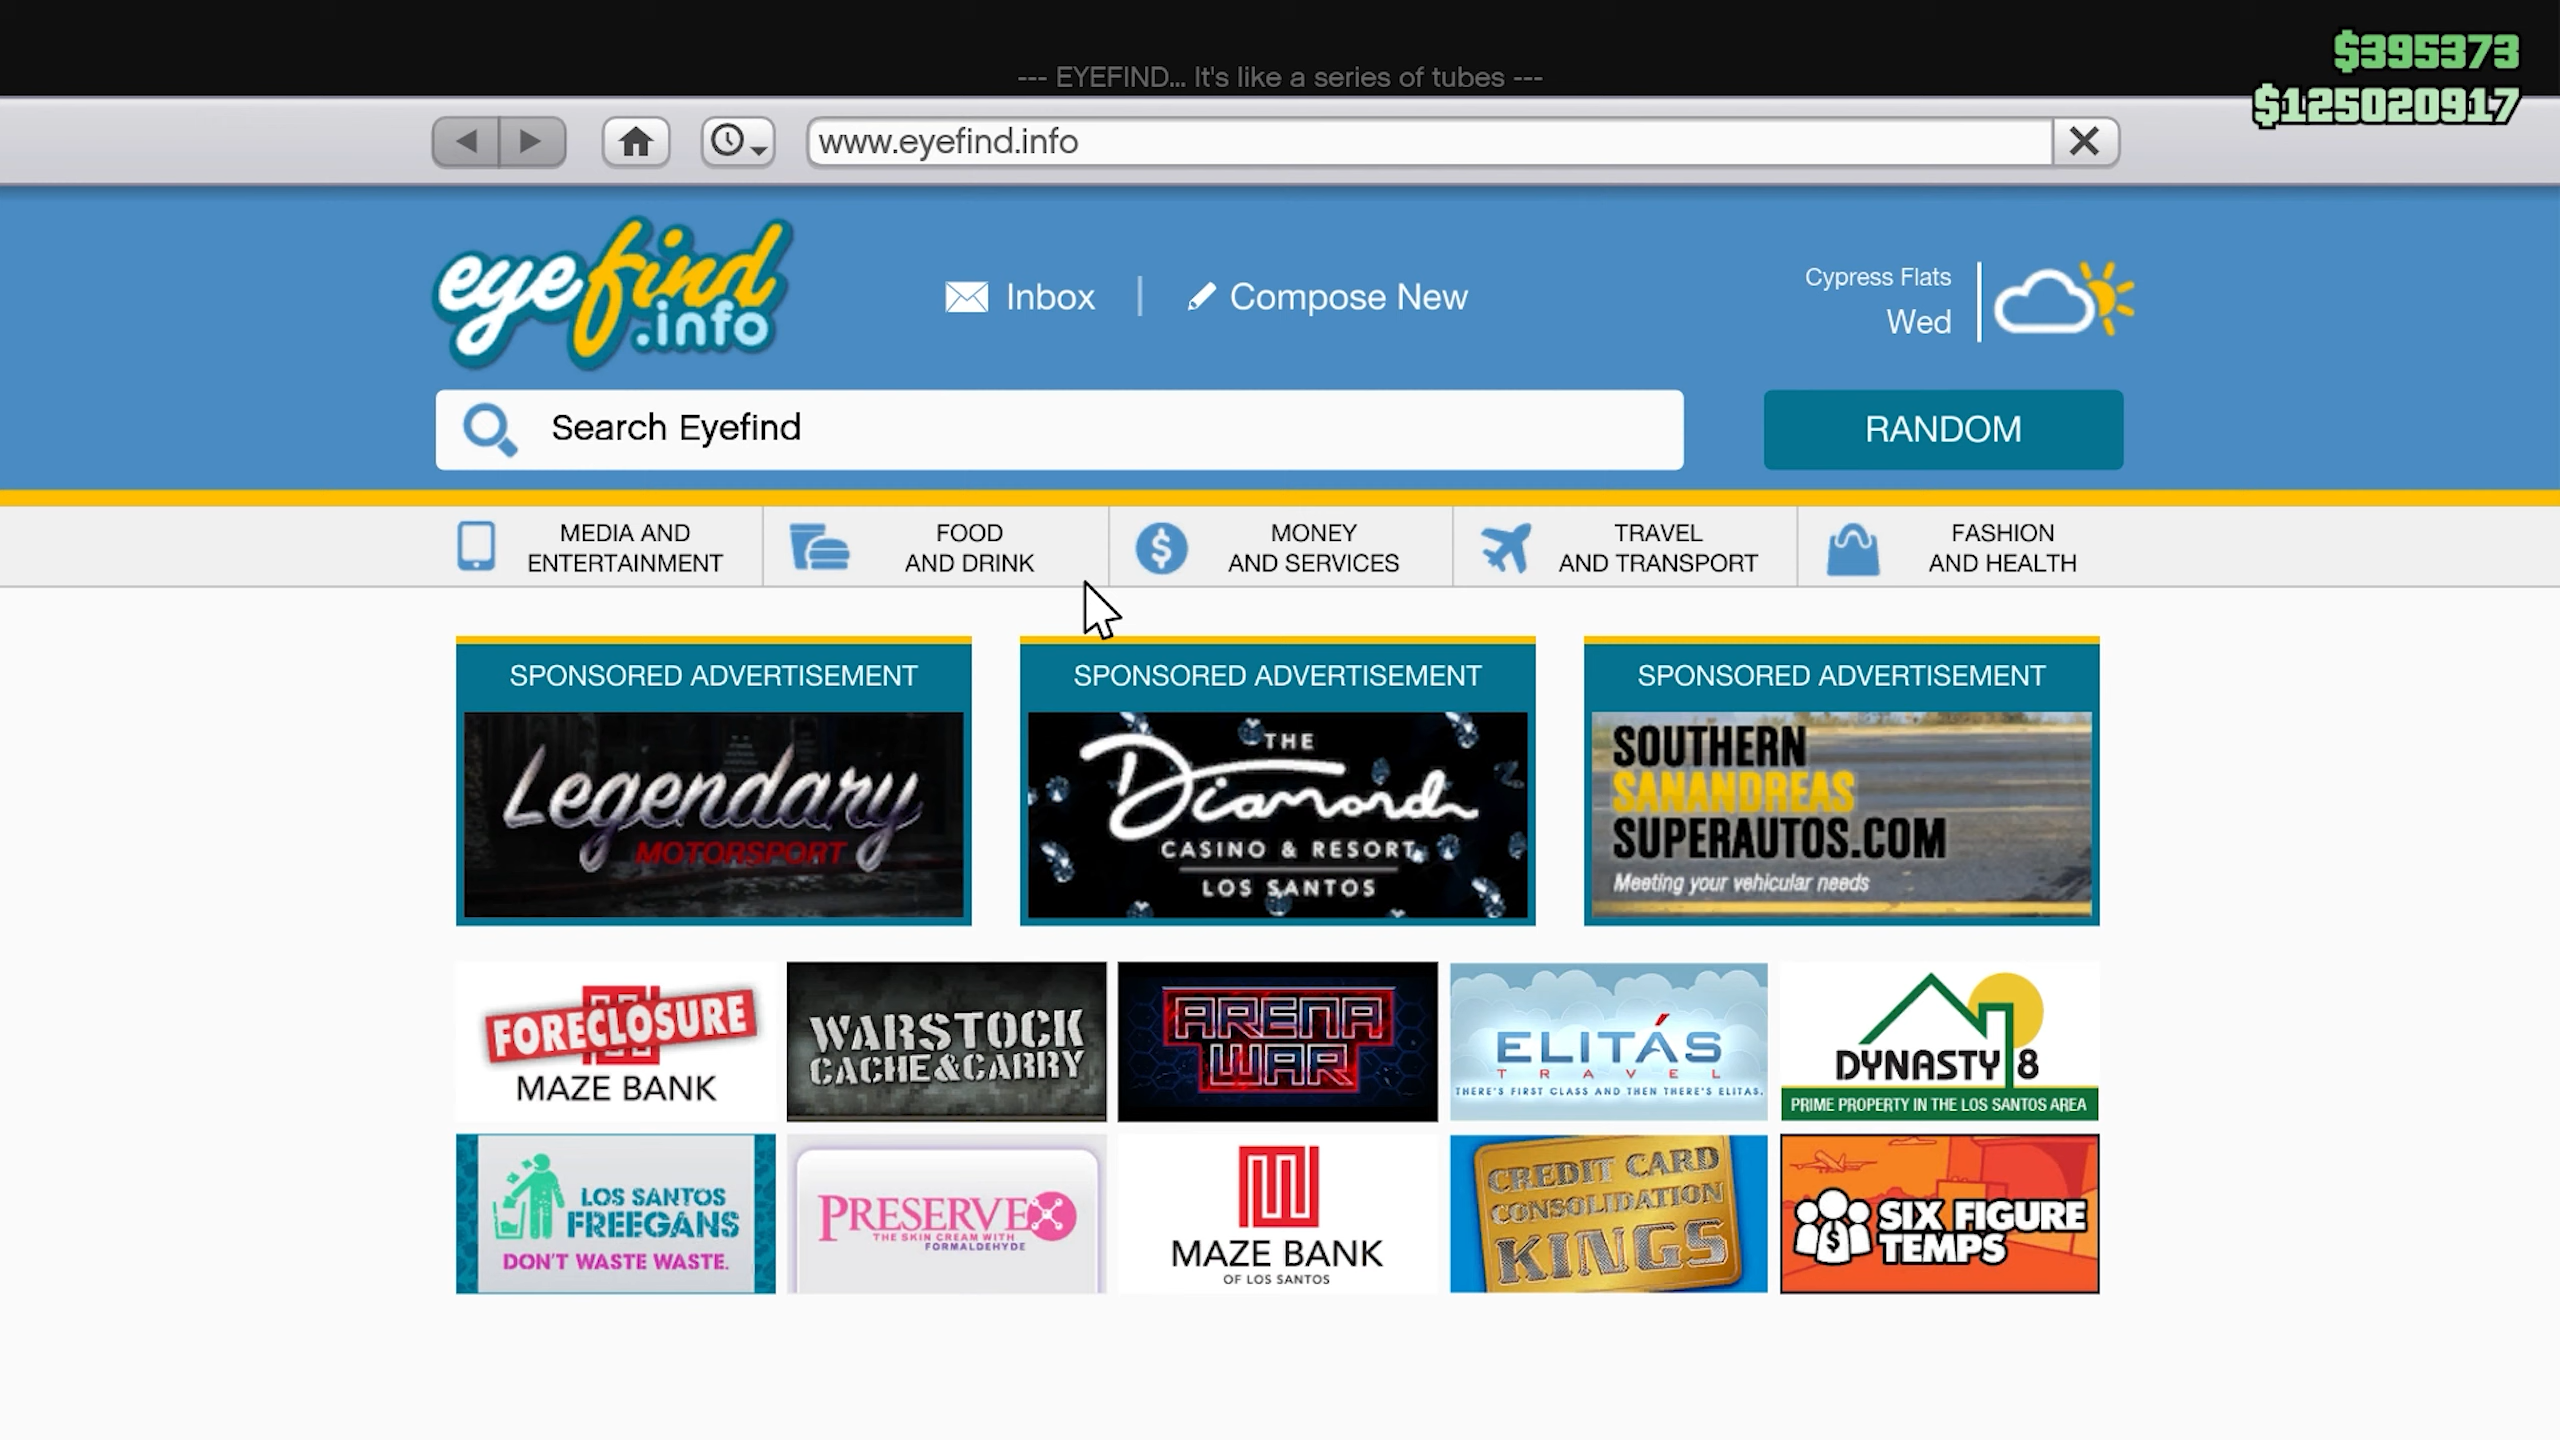 $395373
--- EYEFIND... It's like a series of tubes ---
$125020917
www.eyefind.info
eyefind
.info
Inbox
Compose New
Cypress Flats
Wed
Search Eyefind
RANDOM
MEDIA AND
ENTERTAINMENT
FOOD
AND DRINK
MONEY
AND SERVICES
TRAVEL
AND TRANSPORT
FASHION
AND HEALTH
SPONSORED ADVERTISEMENT
Legendary
MOTORSPORT
SPONSORED ADVERTISEMENT
THE
Diamond
CASINO & RESORT
LOS SANTOS
SPONSORED ADVERTISEMENT
SOUTHERN
SANANDREAS
SUPERAUTOS.COM
Meeting your vehicular needs
FORECLOSURE
MAZE BANK
WARSTOCK
CACHE&CARRY
ARENA
WAR
ELITÁS
TRAVEL
THERE'S FIRST CLASS AND THEN THERE'S ELITAS.
DYNASTY 8
PRIME PROPERTY IN THE LOS SANTOS AREA
LOS SANTOS
FREEGANS
DON'T WASTE WASTE.
PRESERVEX
THE SKIN CREAM WITH
FORMALDEHYDE
MAZE BANK
OF LOS SANTOS
CREDIT CARD
CONSOLIDATION
KINGS
SIX FIGURE
TEMPS